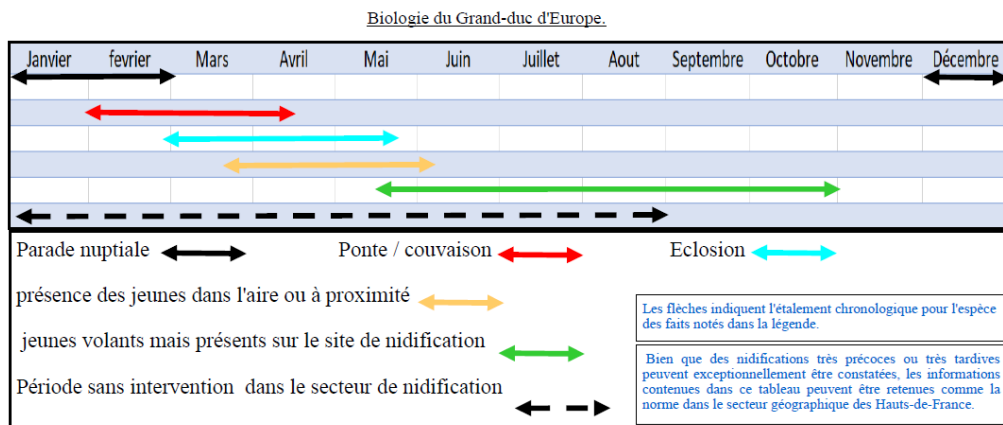 Biologie du Grand-duc d'Europe.
Janvier fevrier Mars Avril Mai Juin Juillet Aout Septembre Octobre Novembre Décembre
Parade nuptiale Ponte / couvaison Eclosion
présence des jeunes dans l'aire ou à proximité
jeunes volants mais présents sur le site de nidification
Période sans intervention dans le secteur de nidification
Les flèches indiquent l'étalement chronologique pour l'espèce
des faits notés dans la légende.
Bien que des nidifications très précoces ou très tardives
peuvent exceptionnellement être constatées, les informations
contenues dans ce tableau peuvent être retenues comme la
norme dans le secteur géographique des Hauts-de-France.